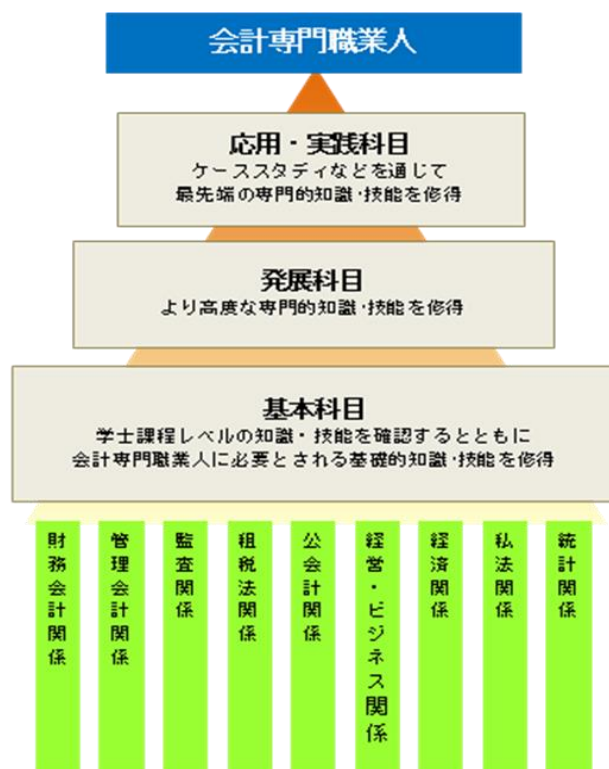 会計専門職業人
応用・実践科目
ケーススタディなどを通じて
最先端の専門的知識・技能を修得
発展科目
より高度な専門的知識・技能を修得
基本科目
学士課程レベルの知識・技能を確認するとともに
会計専門職業人に必要とされる基礎的知識・技能を修得
財務会計関係
管理会計関係
監査関係
租税法関係
公会計関係
経営・ビジネス関係
経済関係
私法関係
統計関係